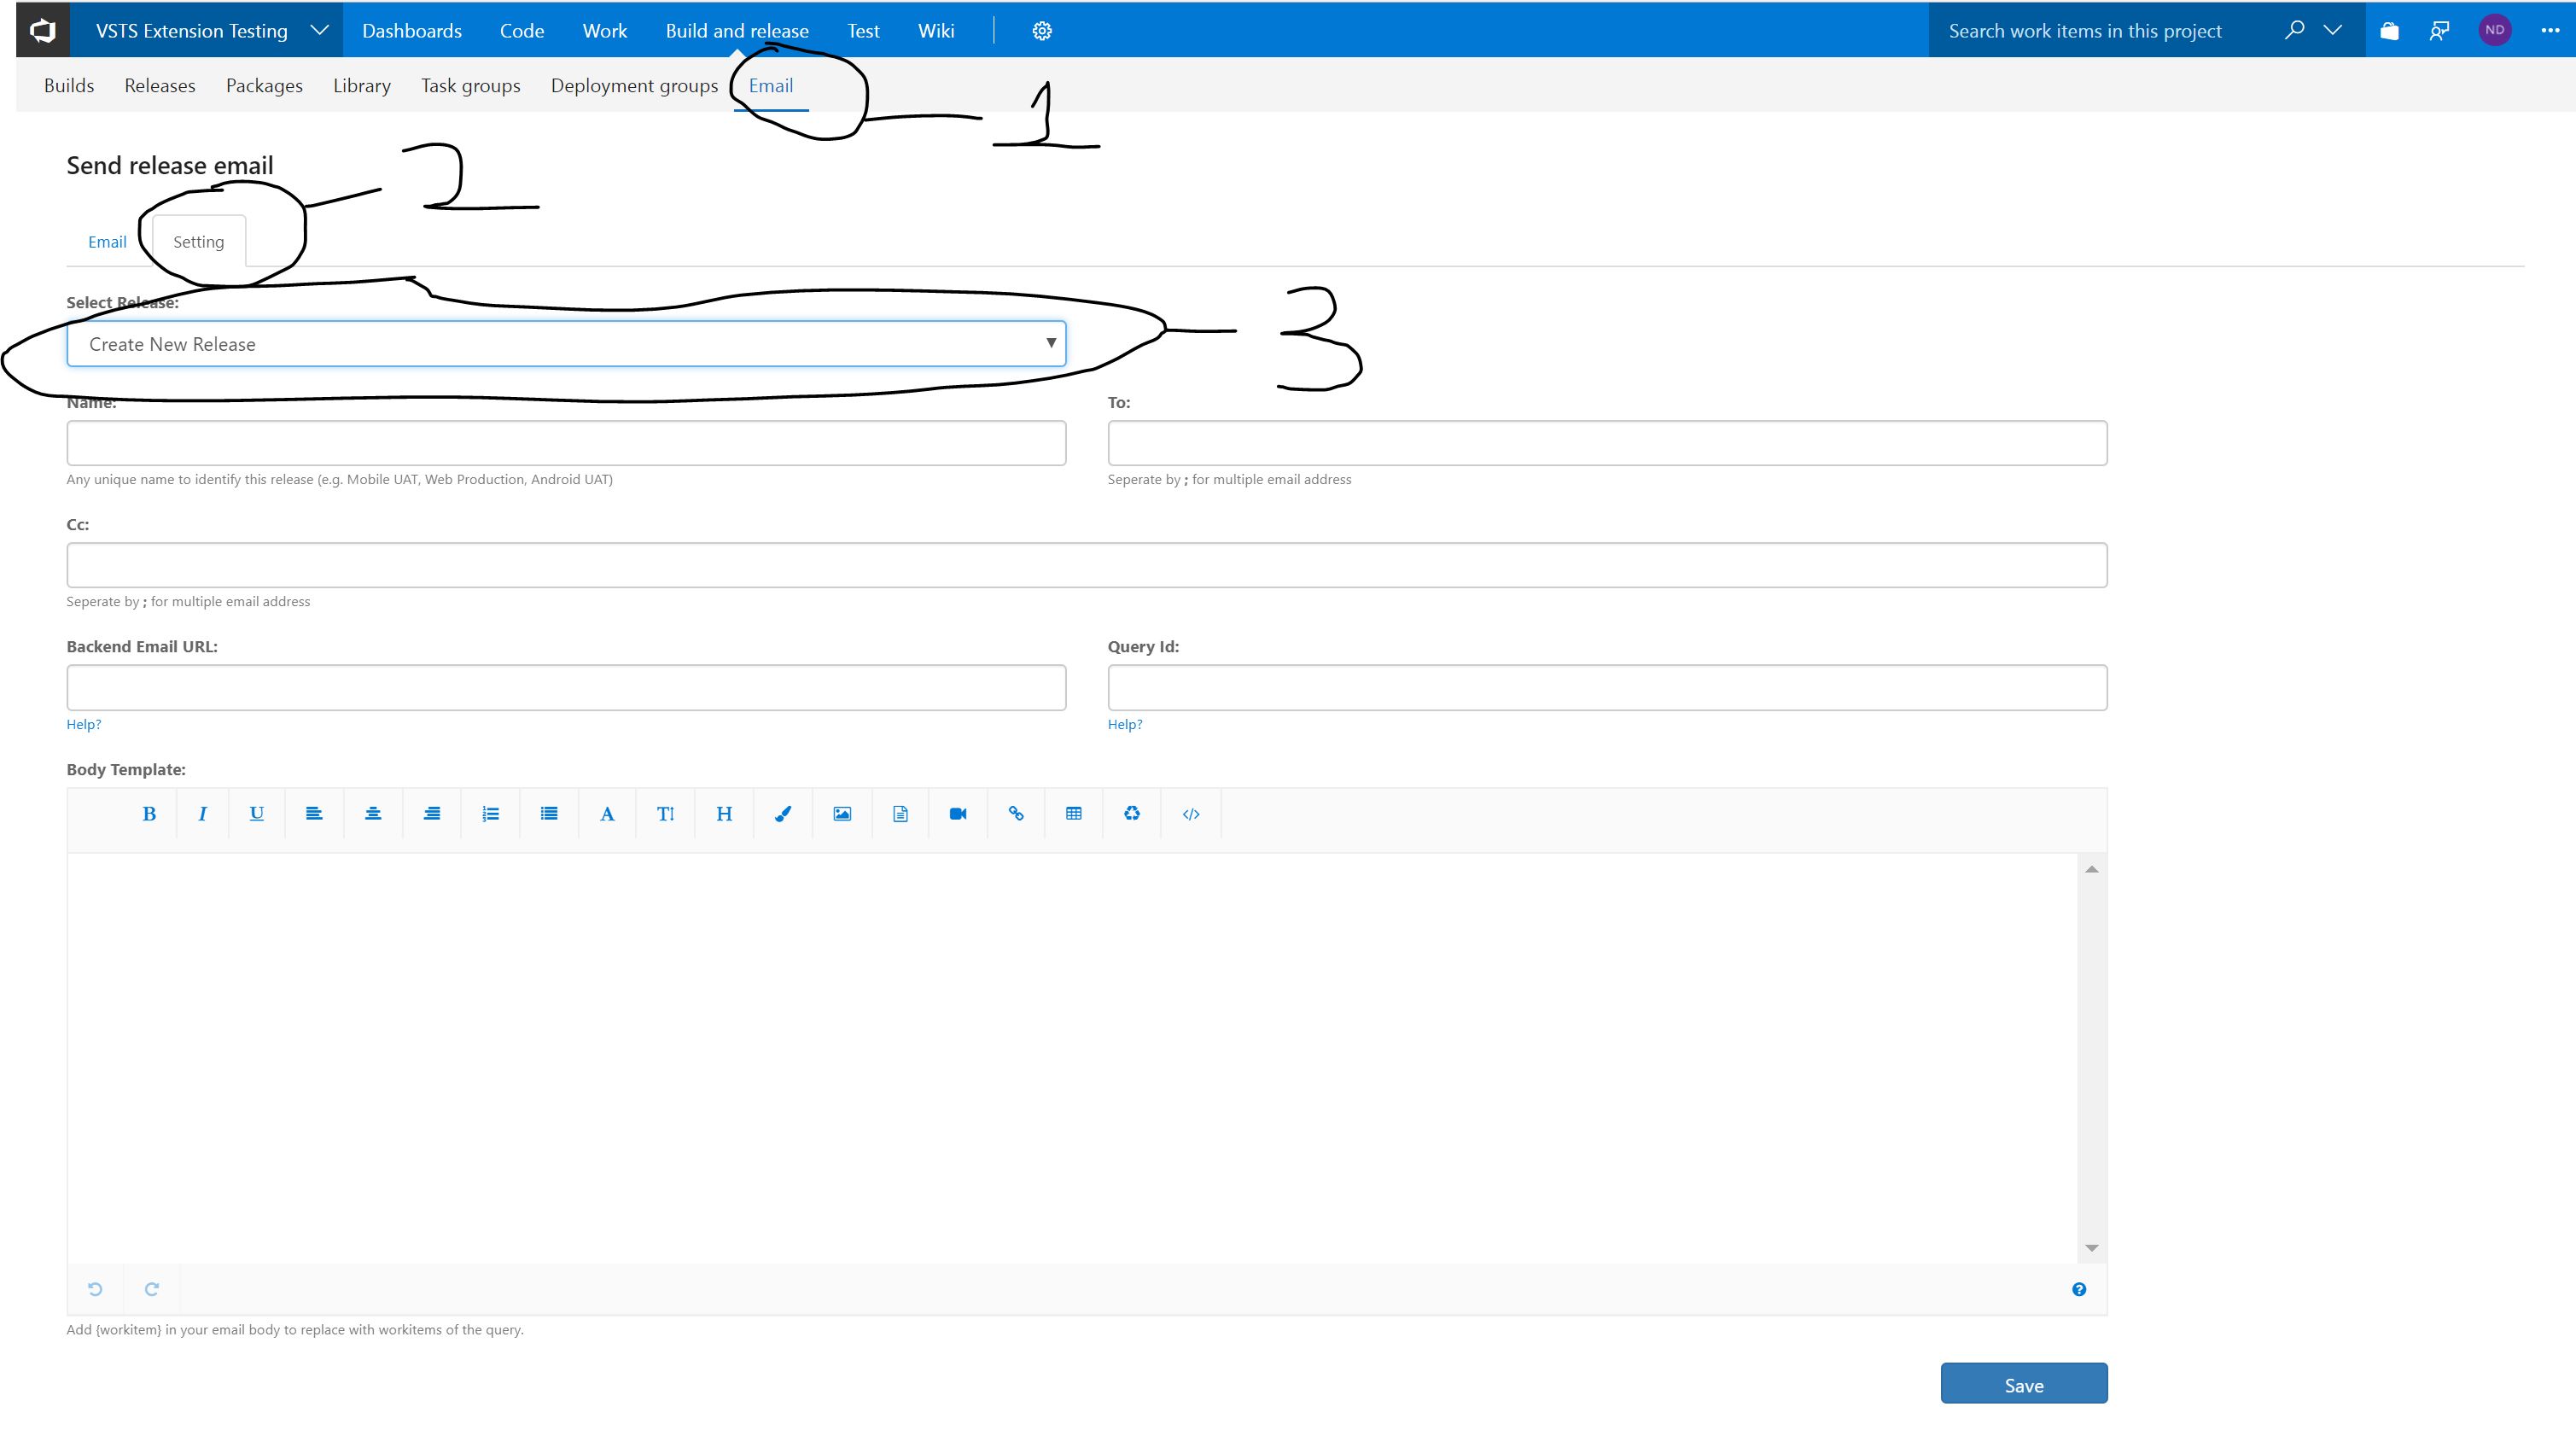 VSTS Extension Testing Dashboards Code Work Build and release Test Wiki Search work items in this project ND
Builds Releases Packages Library Task groups Deployment groups Email
1
Send release email
2
Email Setting
Select Release:
Create New Release
3
Name: To:
Any unique name to identify this release (e.g. Mobile UAT, Web Production, Android UAT) Seperate by ; for multiple email address
Cc:
Seperate by ; for multiple email address
Backend Email URL: Query Id:
Help? Help?
Body Template:
B I U A T H
Add {workitem} in your email body to replace with workitems of the query.
Save